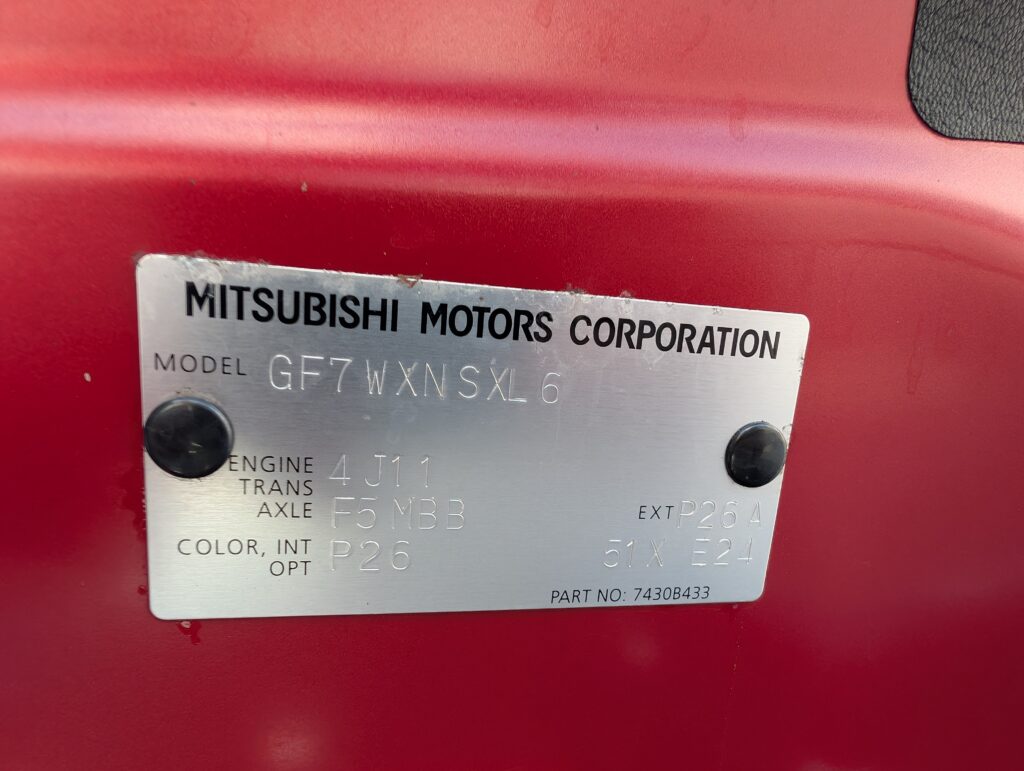 MITSUBISHI MOTORS CORPORATION
MODEL GF7WXNSXL6
ENGINE 4J11
TRANS
AXLE F5MBB EXT P26A
COLOR, INT P26 51X E24
OPT
PART NO: 7430B433